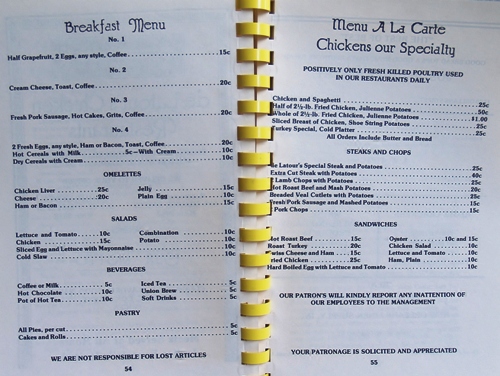 Breakfast Menu
No. 1
Half Grapefruit, 2 Eggs, any style, Coffee 15c
No. 2
Cream Cheese, Toast, Coffee 20c
No. 3
Fresh Pork Sausage, Hot Cakes, Grits, Coffee 20c
No. 4
2 Fresh Eggs, any style, Ham or Bacon, Toast, Coffee 20c
Hot Cereals with Milk 5c—With Cream 10c
Dry Cereals with Cream 10c
OMELETTES
Chicken Liver 25c Jelly 15c
Cheese 20c Plain Egg 10c
Ham or Bacon 15c
SALADS
Lettuce and Tomato 10c Combination 10c
Chicken 15c Potato 10c
Sliced Egg and Lettuce with Mayonnaise 10c
Cold Slaw 10c
BEVERAGES
Coffee or Milk 5c Iced Tea 5c
Hot Chocolate 10c Union Brew 5c
Pot of Hot Tea 10c Soft Drinks 5c
PASTRY
All Pies, per cut 5c
Cakes and Rolls 5c
WE ARE NOT RESPONSIBLE FOR LOST ARTICLES
54
Menu A La Carte
Chickens our Specialty
POSITIVELY ONLY FRESH KILLED POULTRY USED
IN OUR RESTAURANTS DAILY
Chicken and Spaghetti 25c
Half of 2½-lb. Fried Chicken, Julienne Potatoes 50c
Whole of 2½-lb. Fried Chicken, Julienne Potatoes $1.00
Sliced Breast of Chicken, Shoe String Potatoes 25c
Turkey Special, Cold Platter 25c
All Orders Include Butter and Bread
STEAKS AND CHOPS
Latour's Special Steak and Potatoes 25c
Extra Cut Steak with Potatoes 40c
Lamb Chops with Potatoes 25c
Hot Roast Beef and Mash Potatoes 20c
Breaded Veal Cutlets with Potatoes 25c
Fresh Pork Sausage and Mashed Potatoes 15c
Pork Chops 15c
SANDWICHES
Hot Roast Beef 15c Oyster 10c and 15c
Roast Turkey 20c Chicken Salad 10c
Swiss Cheese and Ham 15c Lettuce and Tomato 10c
Fried Chicken 25c Ham, Plain 10c
Hard Boiled Egg with Lettuce and Tomato 10c
OUR PATRON'S WILL KINDLY REPORT ANY INATTENTION OF
OUR EMPLOYEES TO THE MANAGEMENT
YOUR PATRONAGE IS SOLICITED AND APPRECIATED
55